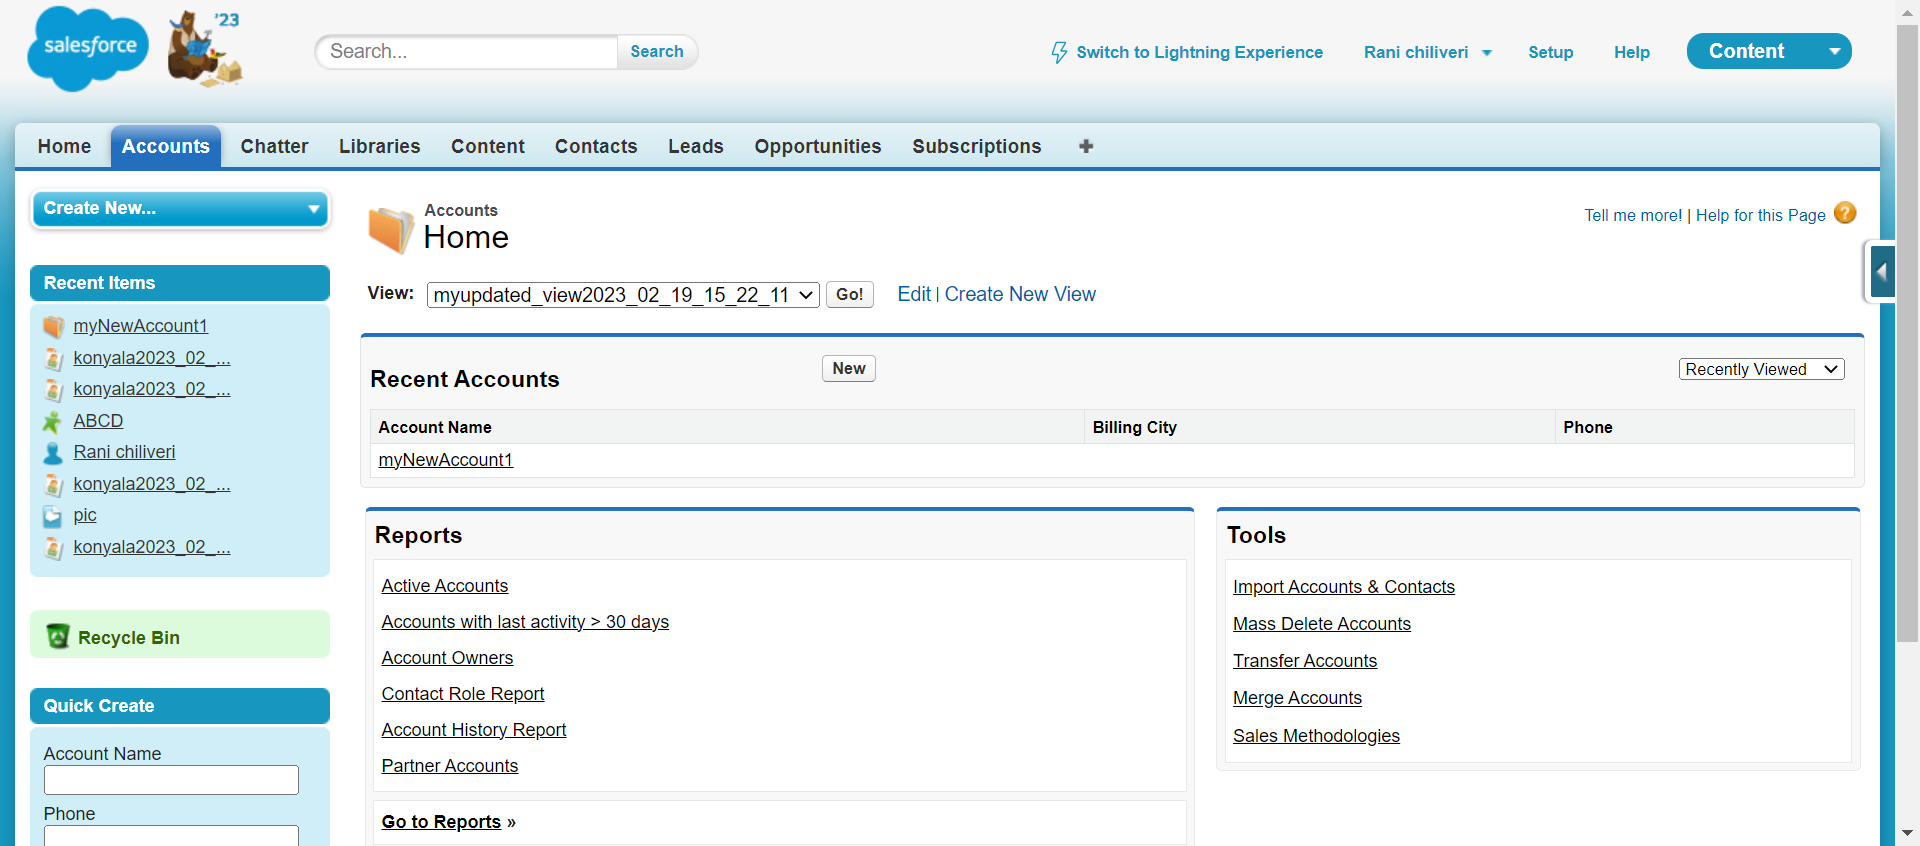 salesforce
'23
Search...
Search
Switch to Lightning Experience
Rani chiliveri
Setup
Help
Content
Home
Accounts
Chatter
Libraries
Content
Contacts
Leads
Opportunities
Subscriptions
Create New...
Recent Items
myNewAccount1
konyala2023_02_...
konyala2023_02_...
ABCD
Rani chiliveri
konyala2023_02_...
pic
konyala2023_02_...
Recycle Bin
Quick Create
Account Name
Phone
Accounts
Home
Tell me more! | Help for this Page
?
View:
myupdated_view2023_02_19_15_22_11
Go!
Edit | Create New View
Recent Accounts
New
Recently Viewed
Account Name
Billing City
Phone
myNewAccount1
Reports
Active Accounts
Accounts with last activity > 30 days
Account Owners
Contact Role Report
Account History Report
Partner Accounts
Go to Reports »
Tools
Import Accounts & Contacts
Mass Delete Accounts
Transfer Accounts
Merge Accounts
Sales Methodologies